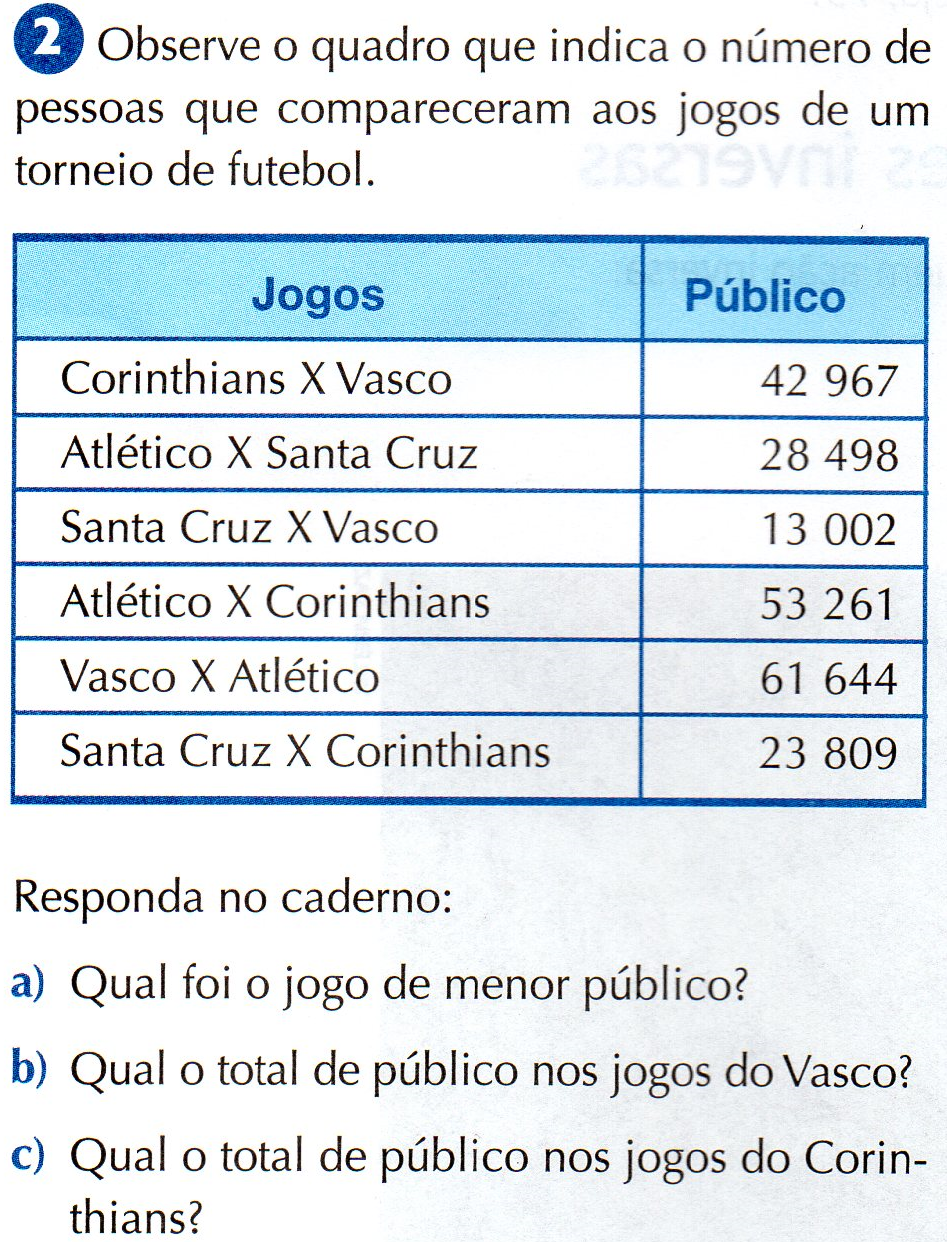 2 Observe o quadro que indica o número de
pessoas que compareceram aos jogos de um
torneio de futebol.
Jogos Público
Corinthians X Vasco 42 967
Atlético X Santa Cruz 28 498
Santa Cruz X Vasco 13 002
Atlético X Corinthians 53 261
Vasco X Atlético 61 644
Santa Cruz X Corinthians 23 809
Responda no caderno:
a) Qual foi o jogo de menor público?
b) Qual o total de público nos jogos do Vasco?
c) Qual o total de público nos jogos do Corin-
thians?